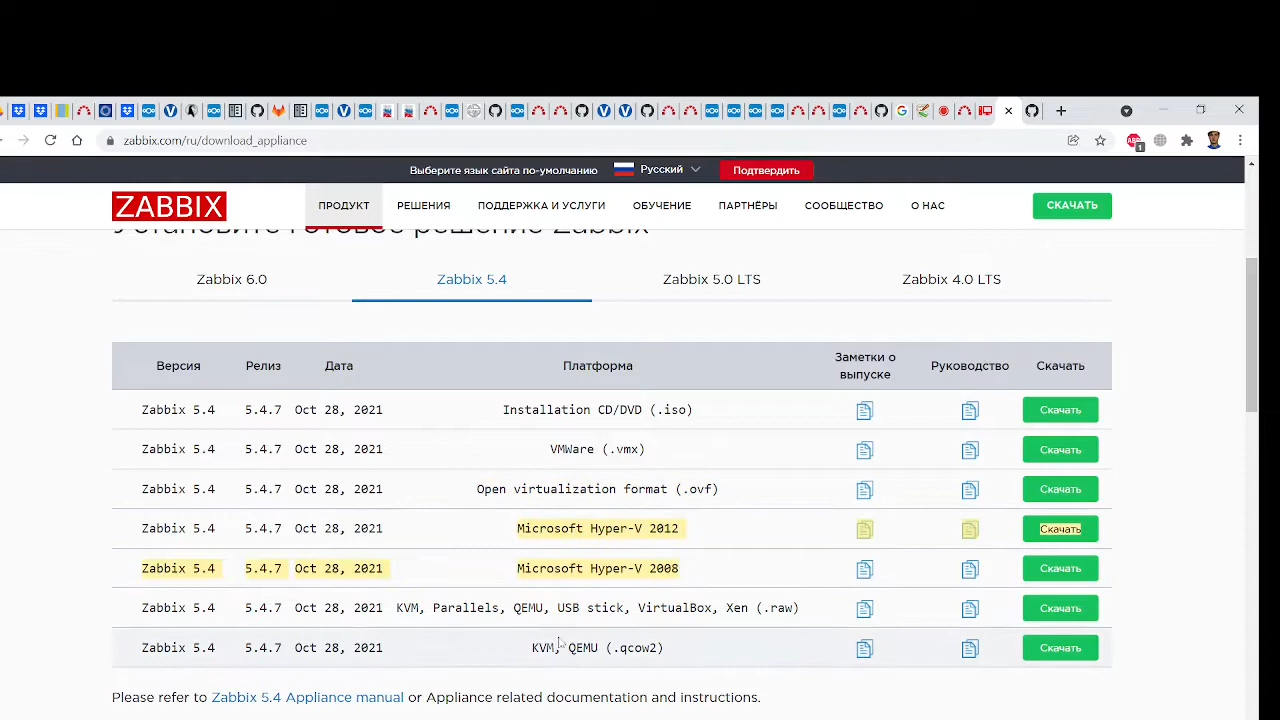 zabbix.com/ru/download_appliance
1
Выберите язык сайта по-умолчанию Русский Подтвердить
ZABBIX ПРОДУКТ РЕШЕНИЯ ПОДДЕРЖКА И УСЛУГИ ОБУЧЕНИЕ ПАРТНЁРЫ СООБЩЕСТВО О НАС СКАЧАТЬ
Установите готовое решение Zabbix
Zabbix 6.0 Zabbix 5.4 Zabbix 5.0 LTS Zabbix 4.0 LTS
Версия Релиз Дата Платформа Заметки о выпуске Руководство Скачать
Zabbix 5.4 5.4.7 Oct 28, 2021 Installation CD/DVD (.iso) Скачать
Zabbix 5.4 5.4.7 Oct 28, 2021 VMWare (.vmx) Скачать
Zabbix 5.4 5.4.7 Oct 28, 2021 Open virtualization format (.ovf) Скачать
Zabbix 5.4 5.4.7 Oct 28, 2021 Microsoft Hyper-V 2012 Скачать
Zabbix 5.4 5.4.7 Oct 28, 2021 Microsoft Hyper-V 2008 Скачать
Zabbix 5.4 5.4.7 Oct 28, 2021 KVM, Parallels, QEMU, USB stick, VirtualBox, Xen (.raw) Скачать
Zabbix 5.4 5.4.7 Oct 28, 2021 KVM, QEMU (.qcow2) Скачать
Please refer to Zabbix 5.4 Appliance manual or Appliance related documentation and instructions.